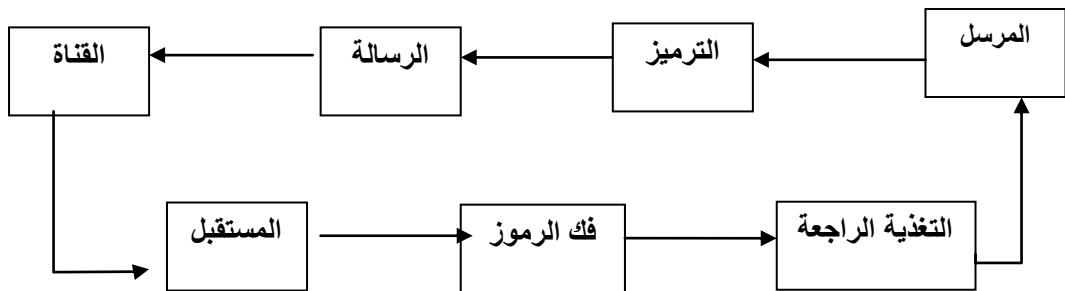 المرسل
الترميز
الرسالة
القناة
المستقبل
فك الرموز
التغذية الراجعة